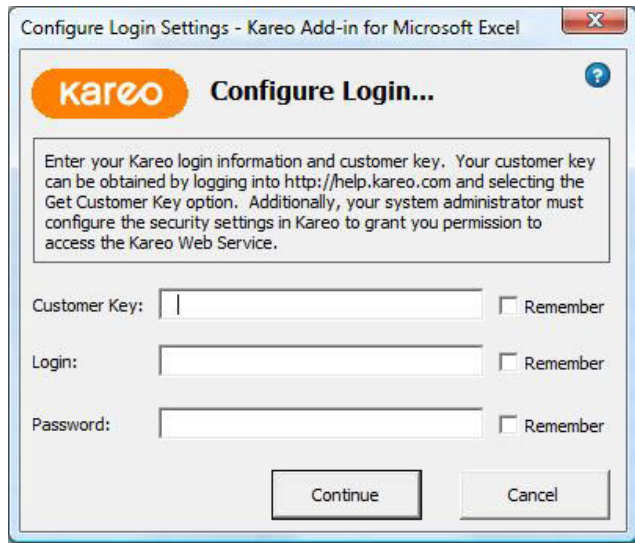 Configure Login Settings - Kareo Add-in for Microsoft Excel
Kareo
Configure Login...
?
Enter your Kareo login information and customer key. Your customer key
can be obtained by logging into http://help.kareo.com and selecting the
Get Customer Key option. Additionally, your system administrator must
configure the security settings in Kareo to grant you permission to
access the Kareo Web Service.
Customer Key:
Remember
Login:
Remember
Password:
Remember
Continue
Cancel